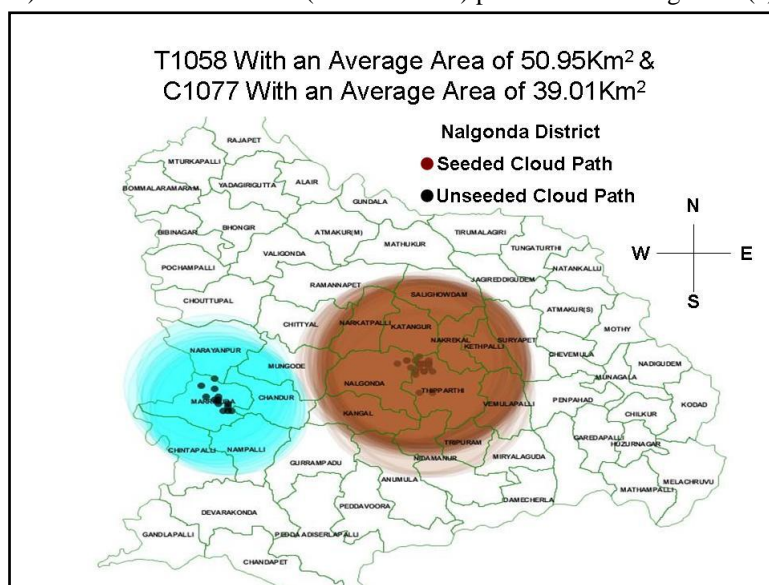 T1058 With an Average Area of 50.95Km² &
C1077 With an Average Area of 39.01Km²
Nalgonda District
Seeded Cloud Path
Unseeded Cloud Path
N
W E
S
RAJAPET
MTURKAPALLI
YADAGIRIGUTTA
ALAIR
BOMMALARAMARAM
GUNDALA
BIBINAGAR
BHONGIR
ATMAKUR(M)
TIRUMALAGIRI
MATHUKUR
TUNGATURTHI
VALIGONDA
NATANKALLU
POCHAMPALLI
JAGIREDDIGUDEM
RAMANNAPET
CHOUTTUPAL
SALIGHOWDAM
ATMAKUR(S)
CHITTYAL
NARKATPALLI
KATANGUR
MOTHY
NAKREKAL
SURYAPET
KETHPALLI
NARAYANPUR
CHEVEMULA
MUNGODE
NADIGUDEM
MUNAGALA
NALGONDA
THIPPARTHI
CHANDUR
VEMULAPALLI
PENPAHAD
KODAD
KANGAL
CHILKUR
GAREDAPALLI
HUZURNAGAR
TRIPURAM
CHINTAPALLI
NAMPALLI
NIDAMANUR
MIRYALAGUDA
GURRAMPADU
MELACHRUVU
ANUMULA
MATHAMPALLI
DAMECHERLA
PEDDAVOORA
DEVARAKONDA
GANDLAPALLI
PEDDA ADISERLAPALLI
CHANDAPET